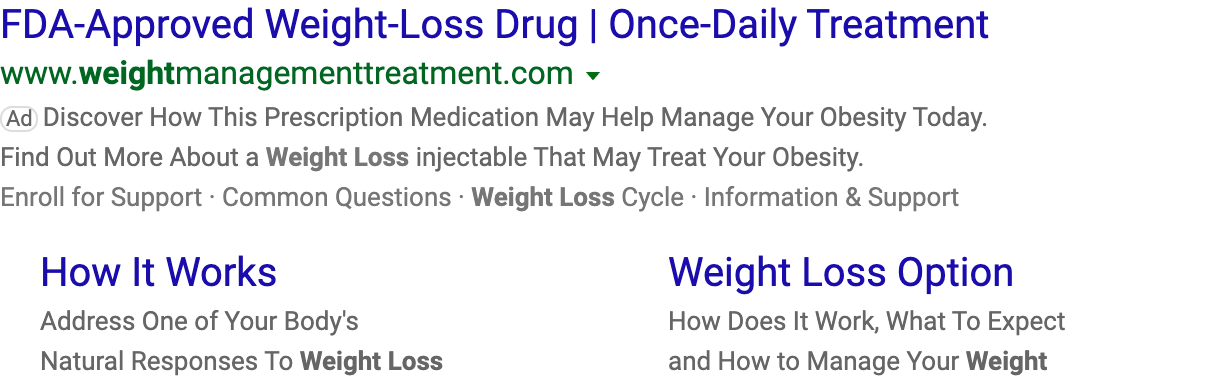 FDA-Approved Weight-Loss Drug | Once-Daily Treatment
www.weightmanagementtreatment.com
Ad Discover How This Prescription Medication May Help Manage Your Obesity Today.
Find Out More About a Weight Loss injectable That May Treat Your Obesity.
Enroll for Support · Common Questions · Weight Loss Cycle · Information & Support
How It Works
Address One of Your Body's
Natural Responses To Weight Loss
Weight Loss Option
How Does It Work, What To Expect
and How to Manage Your Weight